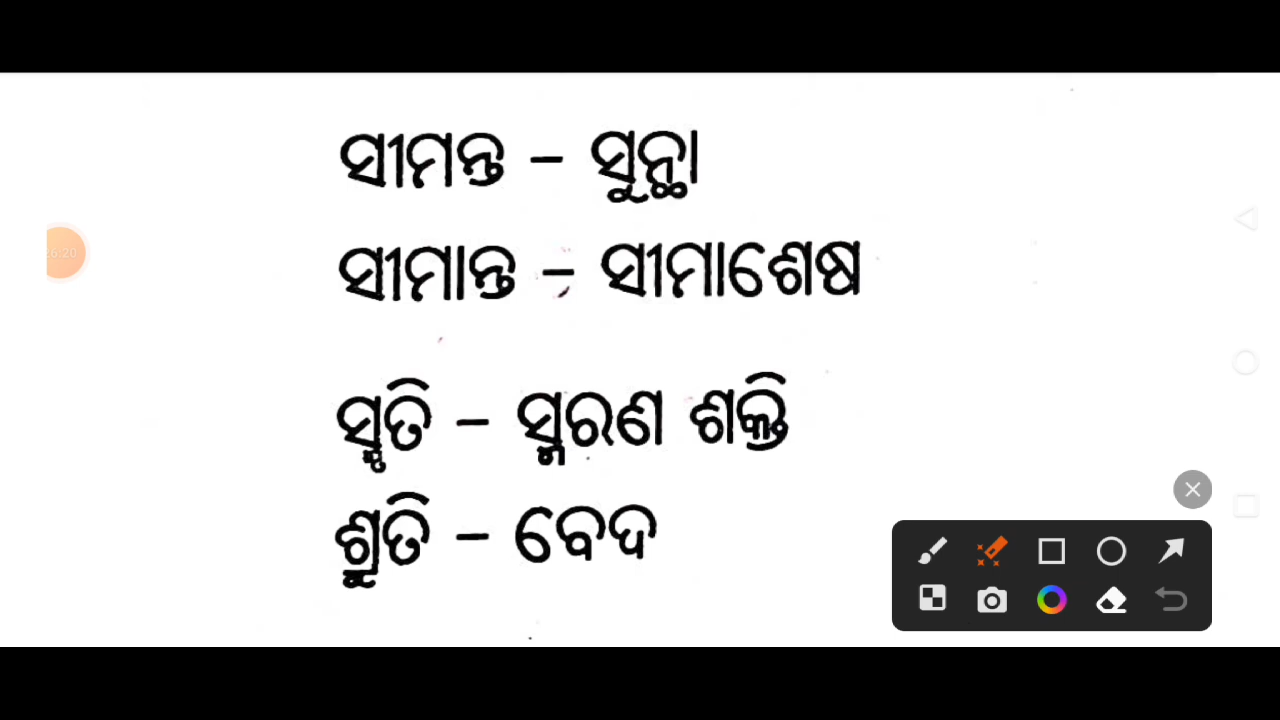 ସୀମନ୍ତ – ସୁନ୍ଥା
ସୀମାନ୍ତ – ସୀମାଶେଷ
ସ୍ମୃତି – ସ୍ମରଣ ଶକ୍ତି
ଶ୍ରୁତି – ବେଦ